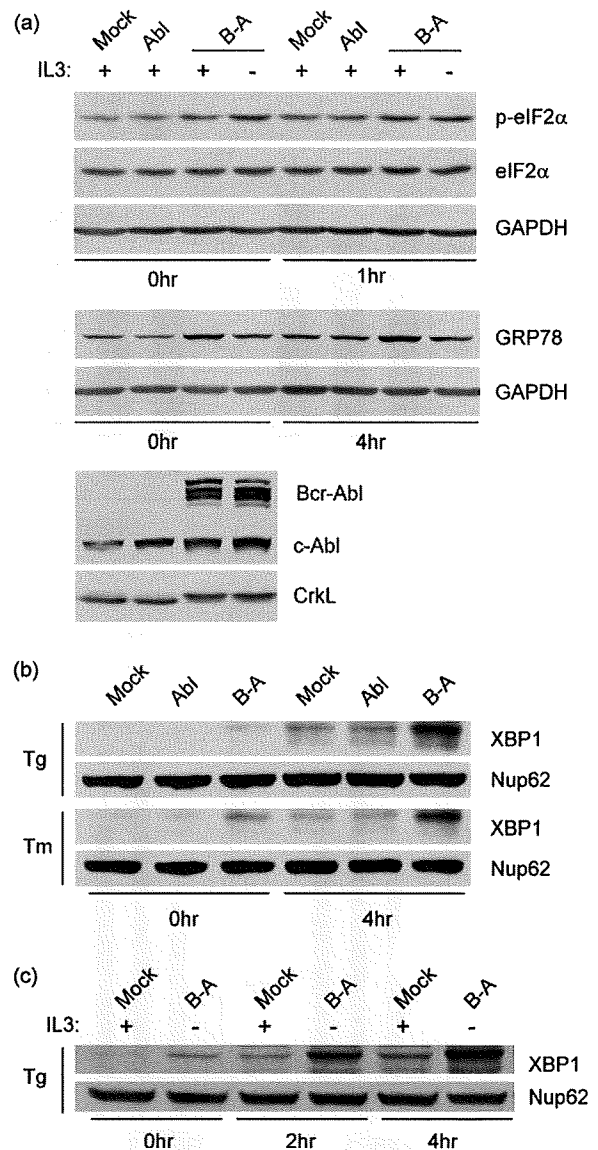 (a)
Mock Abl B-A Mock Abl B-A
IL3: + + + - + + + -
p-eIF2α
eIF2α
GAPDH
0hr 1hr
GRP78
GAPDH
0hr 4hr
Bcr-Abl
c-Abl
CrkL
(b)
Mock Abl B-A Mock Abl B-A
Tg
XBP1
Nup62
Tm
XBP1
Nup62
0hr 4hr
(c)
Mock B-A Mock B-A Mock B-A
IL3: + - + - + -
Tg
XBP1
Nup62
0hr 2hr 4hr